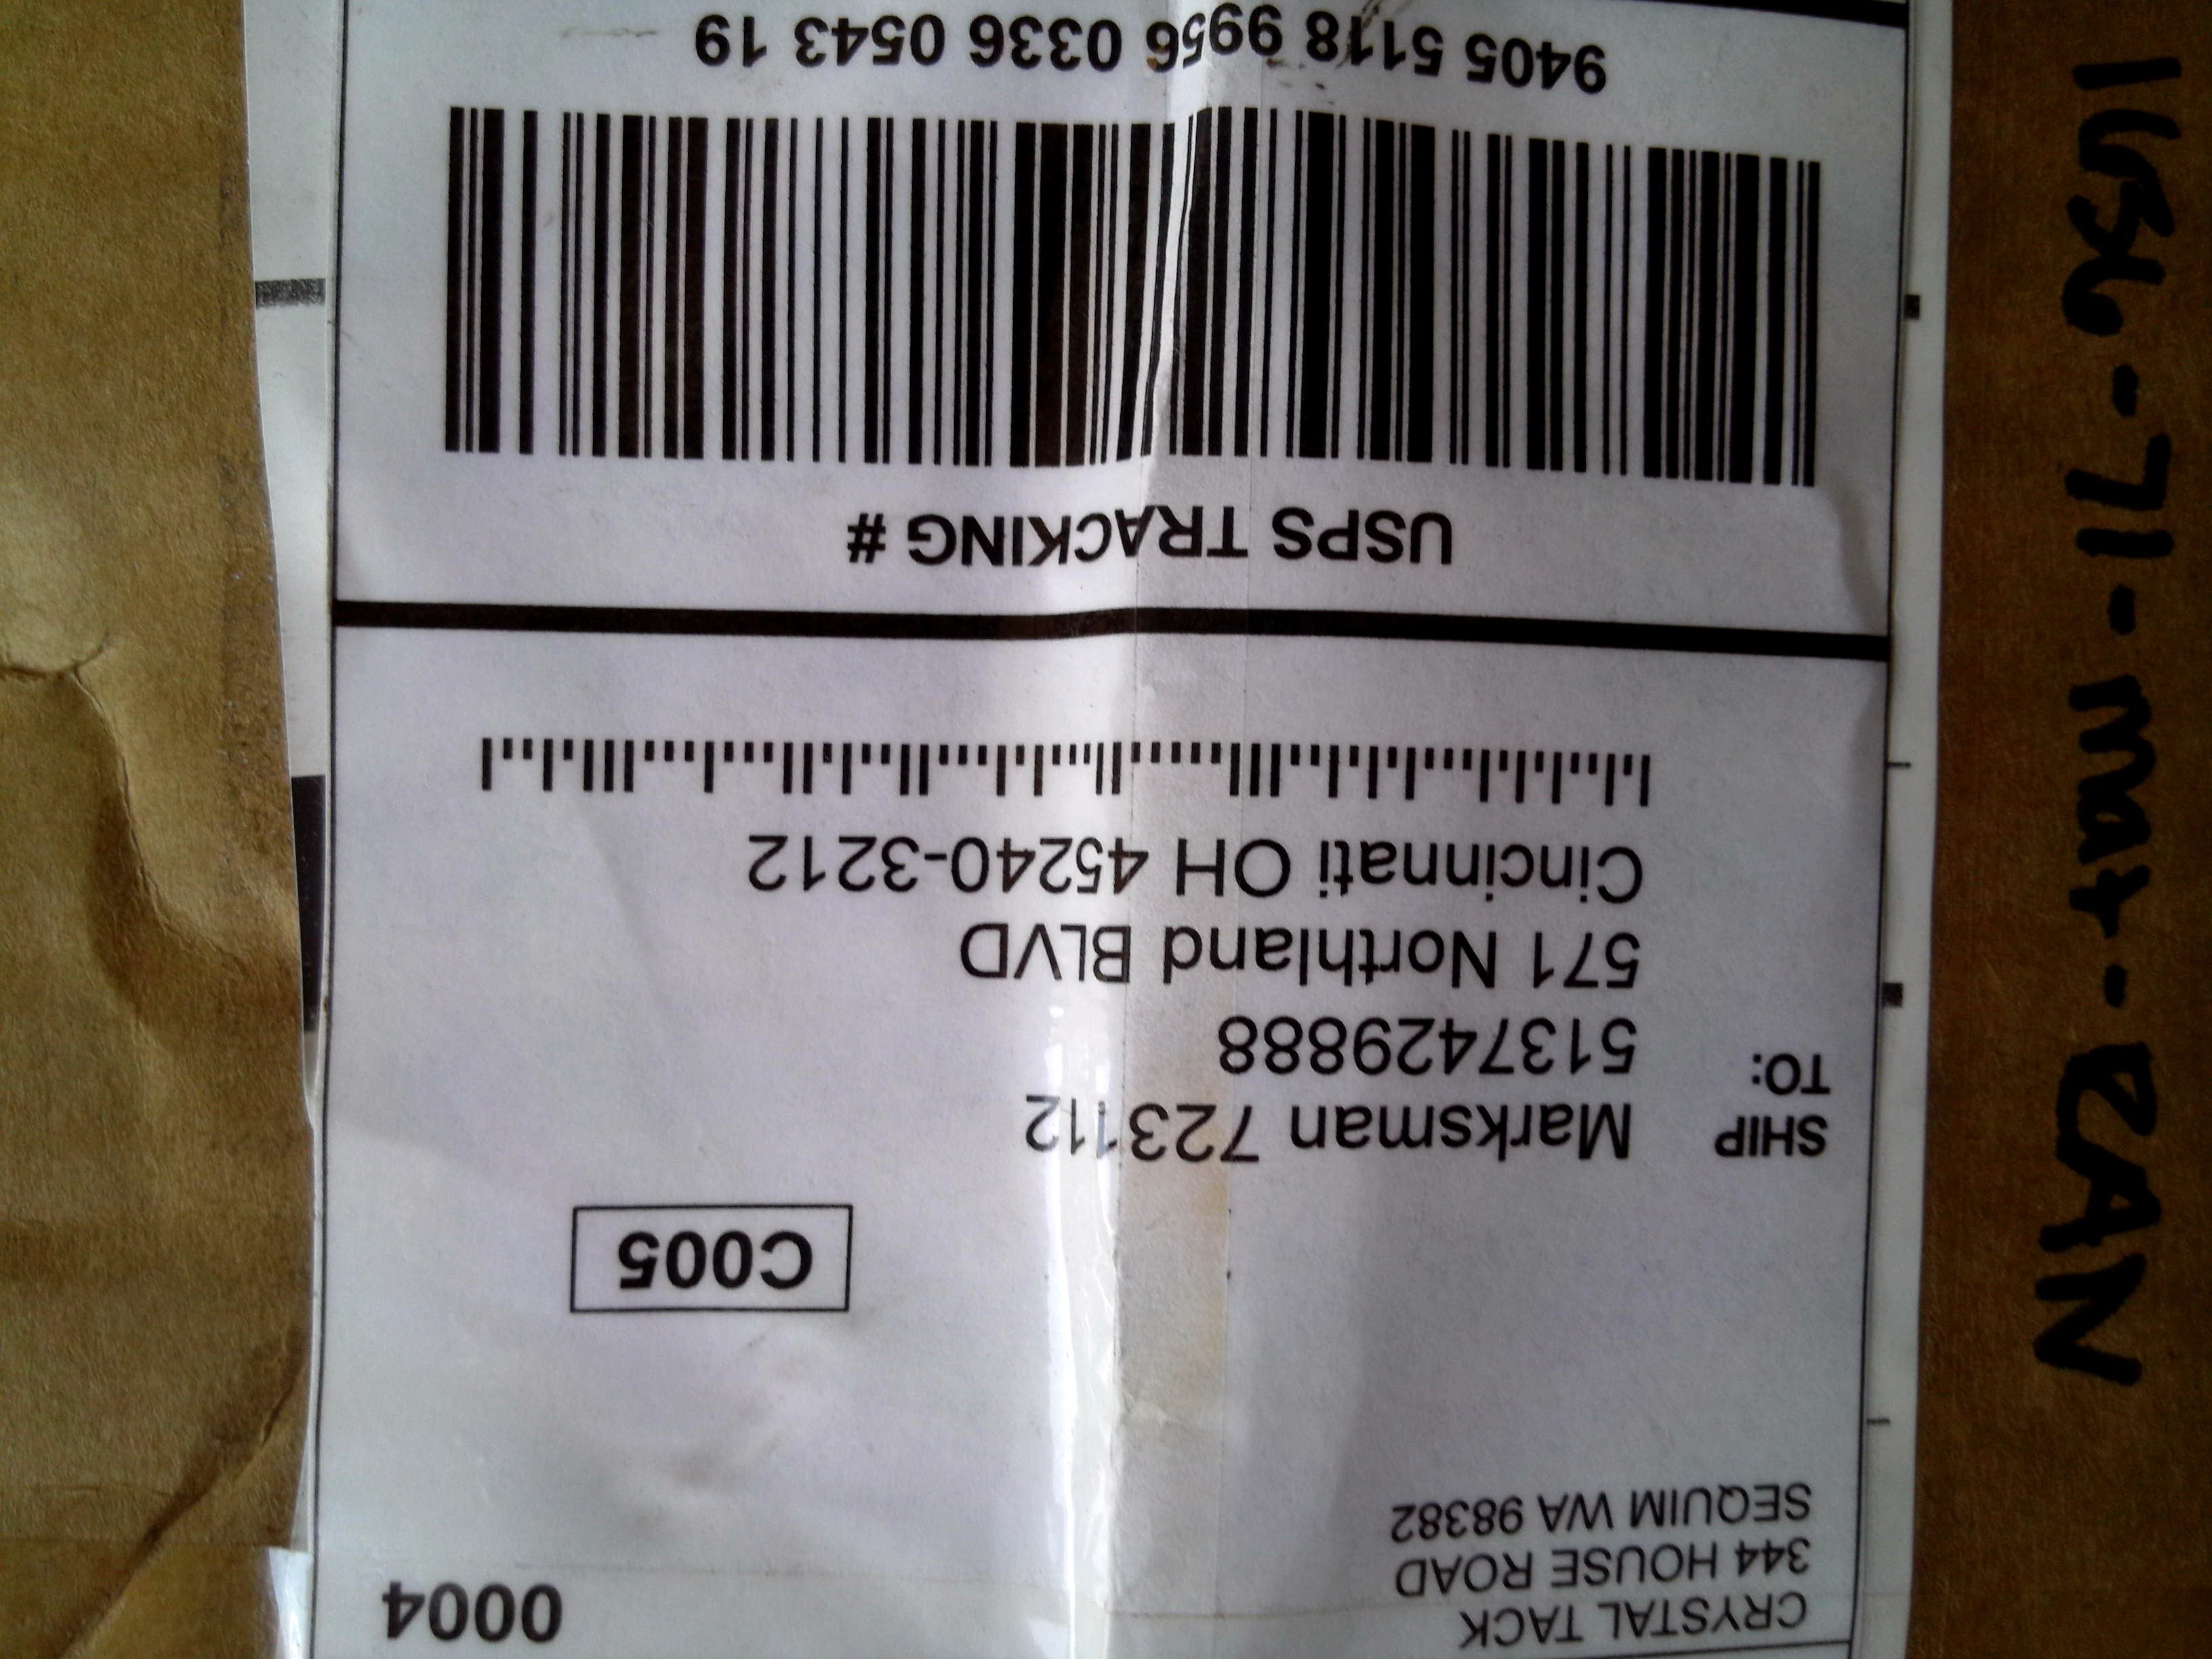 0004
CRYSTAL TACK
344 HOUSE ROAD
SEQUIM WA 98382
C005
SHIP
TO:
Marksman 723112
5137429888
571 Northland BLVD
Cincinnati OH 45240-3212
USPS TRACKING #
9405 5118 9956 0336 0543 19